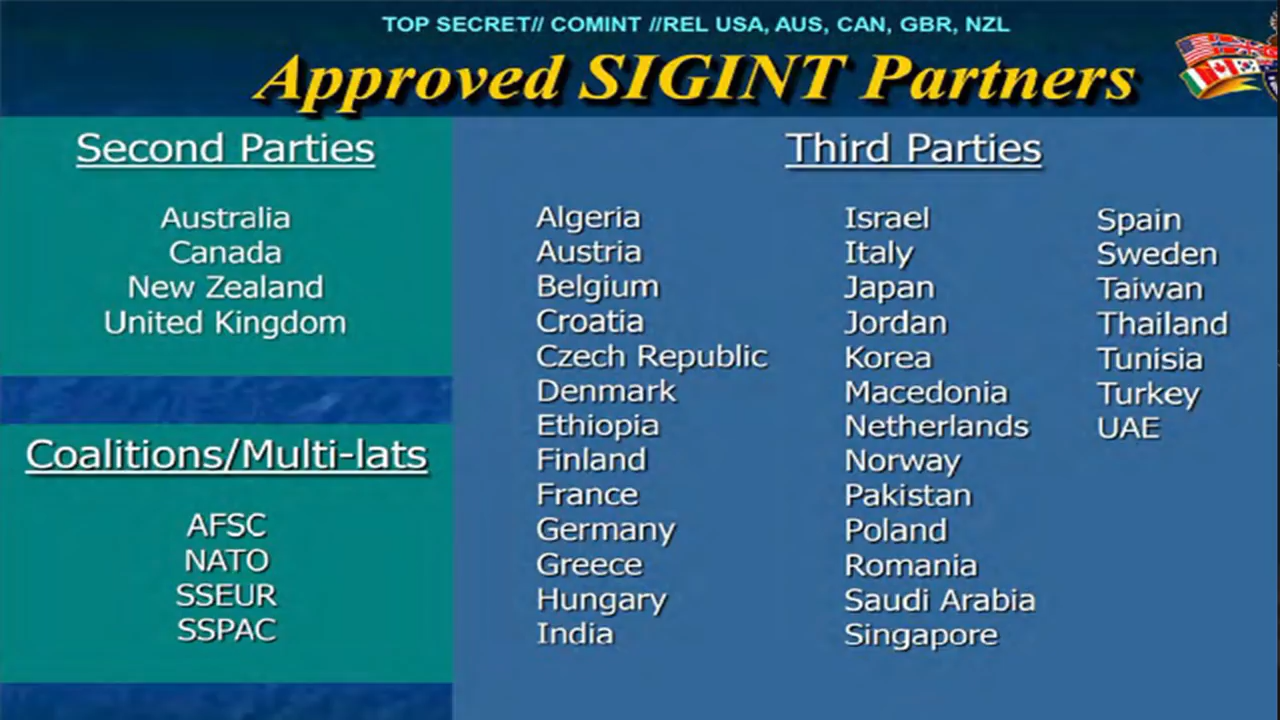 TOP SECRET// COMINT //REL USA, AUS, CAN, GBR, NZL
Approved SIGINT Partners
Second Parties
Australia
Canada
New Zealand
United Kingdom
Coalitions/Multi-lats
AFSC
NATO
SSEUR
SSPAC
Third Parties
Algeria
Austria
Belgium
Croatia
Czech Republic
Denmark
Ethiopia
Finland
France
Germany
Greece
Hungary
India
Israel
Italy
Japan
Jordan
Korea
Macedonia
Netherlands
Norway
Pakistan
Poland
Romania
Saudi Arabia
Singapore
Spain
Sweden
Taiwan
Thailand
Tunisia
Turkey
UAE